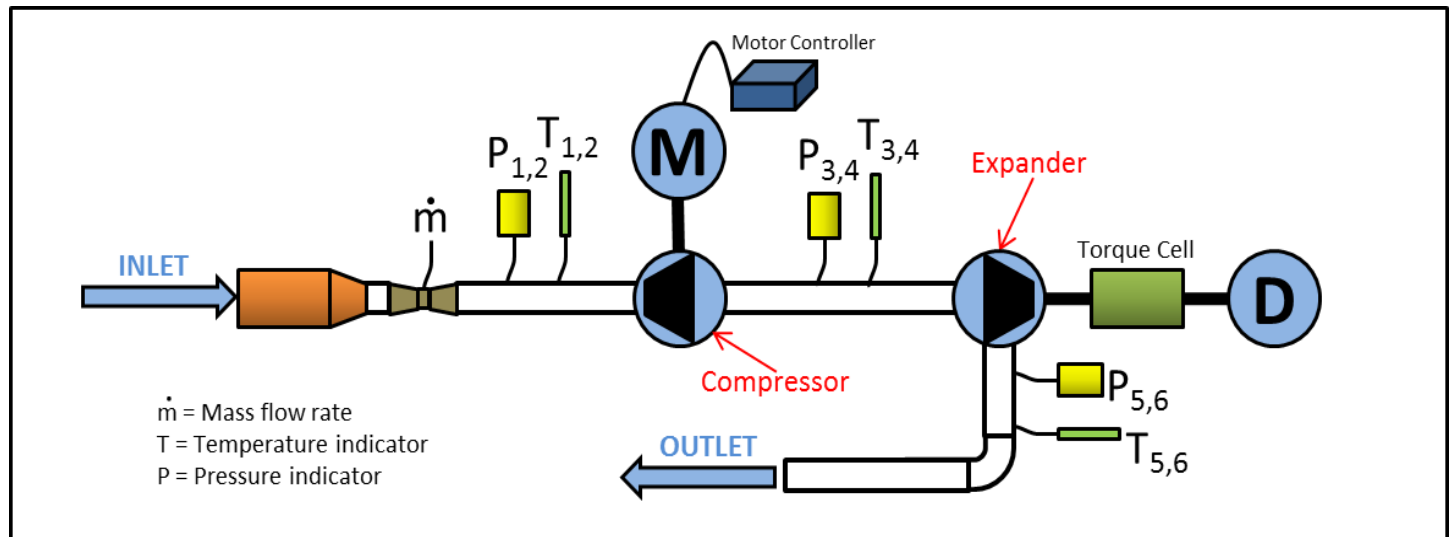 Motor Controller
P1,2
T1,2
M
P3,4
T3,4
Expander
ṁ
INLET
Torque Cell
D
Compressor
P5,6
ṁ = Mass flow rate
T = Temperature indicator
P = Pressure indicator
OUTLET
T5,6